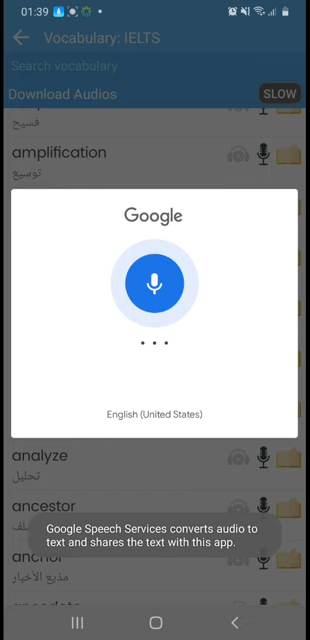 01:39
Vocabulary: IELTS
Search vocabulary
Download Audios
SLOW
فسيح
amplification
توسيع
Google
English (United States)
analyze
تحليل
ancestor
Google Speech Services converts audio to
text and shares the text with this app.
anchor
مذيع الأخبار